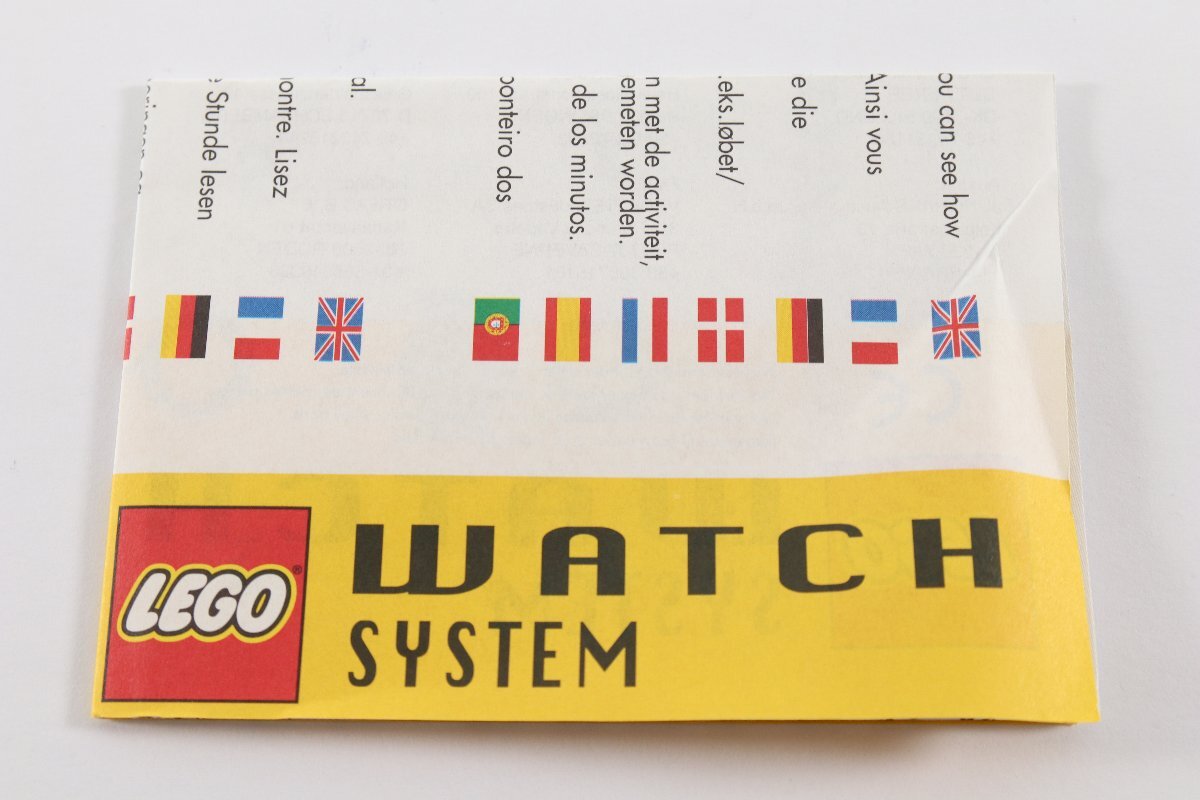 ou can see how
Ainsi vous
e die
.eks.løbet/
n met de activiteit,
emeten worden.
de los minutos.
ponteiro dos
al.
ontre. Lisez
e Stunde lesen
LEGO®
WATCH
SYSTEM